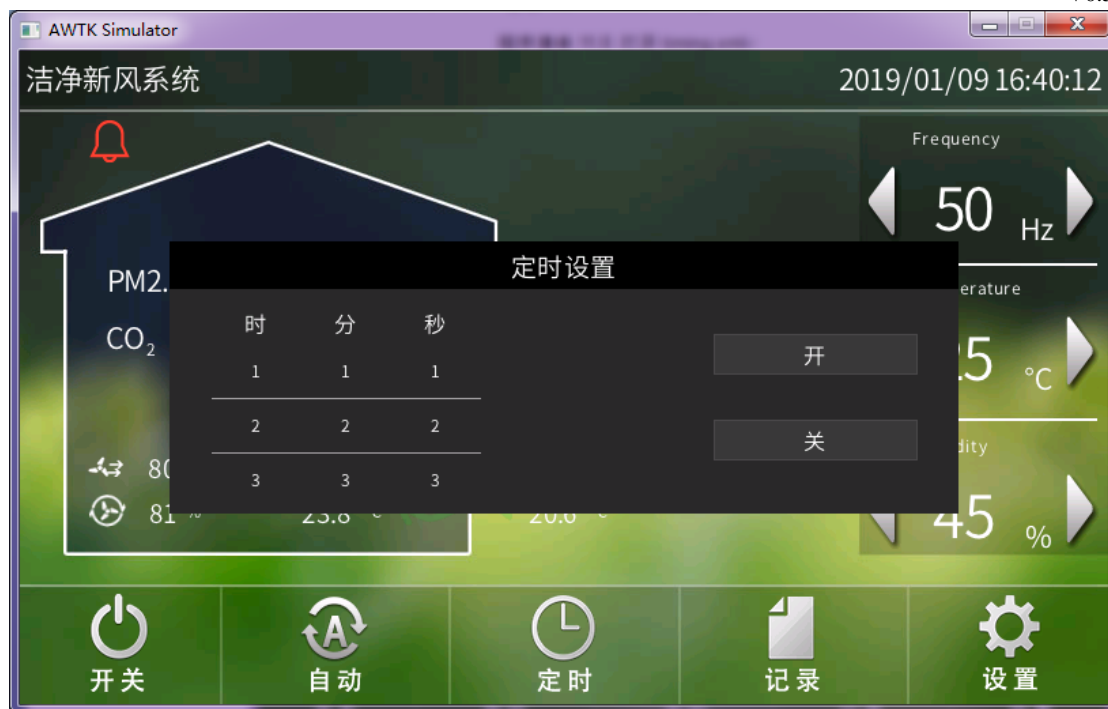 AWTK Simulator
洁净新风系统
2019/01/09 16:40:12
Frequency
50 Hz
定时设置
PM2.
erature
时 分 秒
CO₂
开
5 °C
1 1 1
2 2 2
关
dity
80
3 3 3
81 %
23.8 °C
20.6 °C
45 %
开关
自动
定时
记录
设置